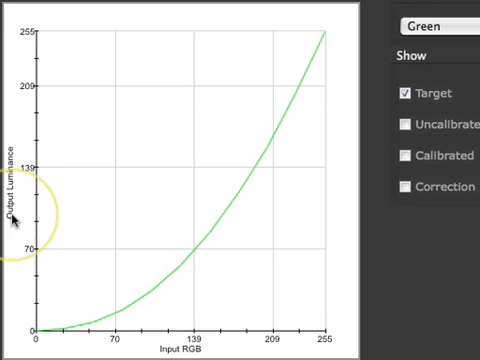 Green
Show
Target
Uncalibrate
Calibrated
Correction
Output Luminance
255
209
139
70
0
0 70 139 209 255
Input RGB